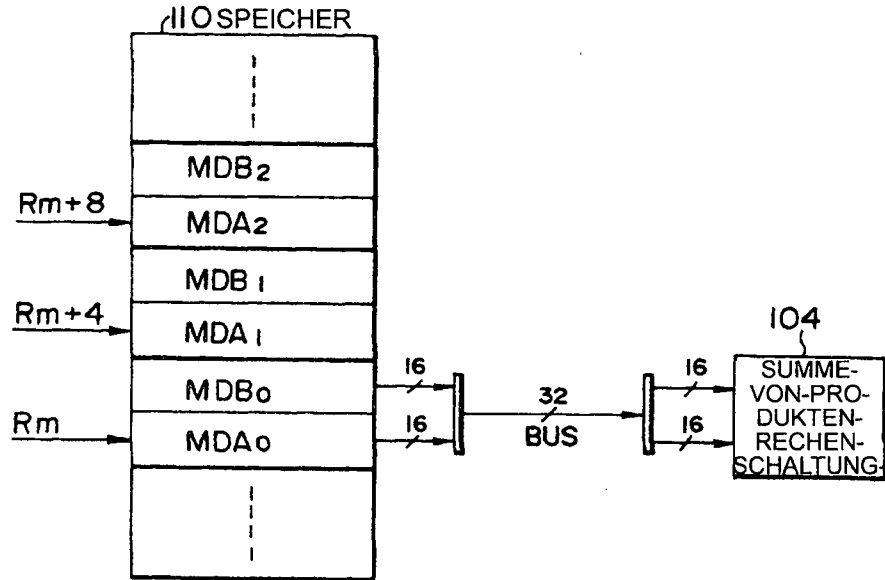 110 SPEICHER
MDB2
Rm+8
MDA2
MDB1
Rm+4
MDA1
104
MDB0
16
16
SUMME-
VON-PRO-
DUKTEN-
RECHEN-
SCHALTUNG-
32
BUS
Rm
MDA0
16
16